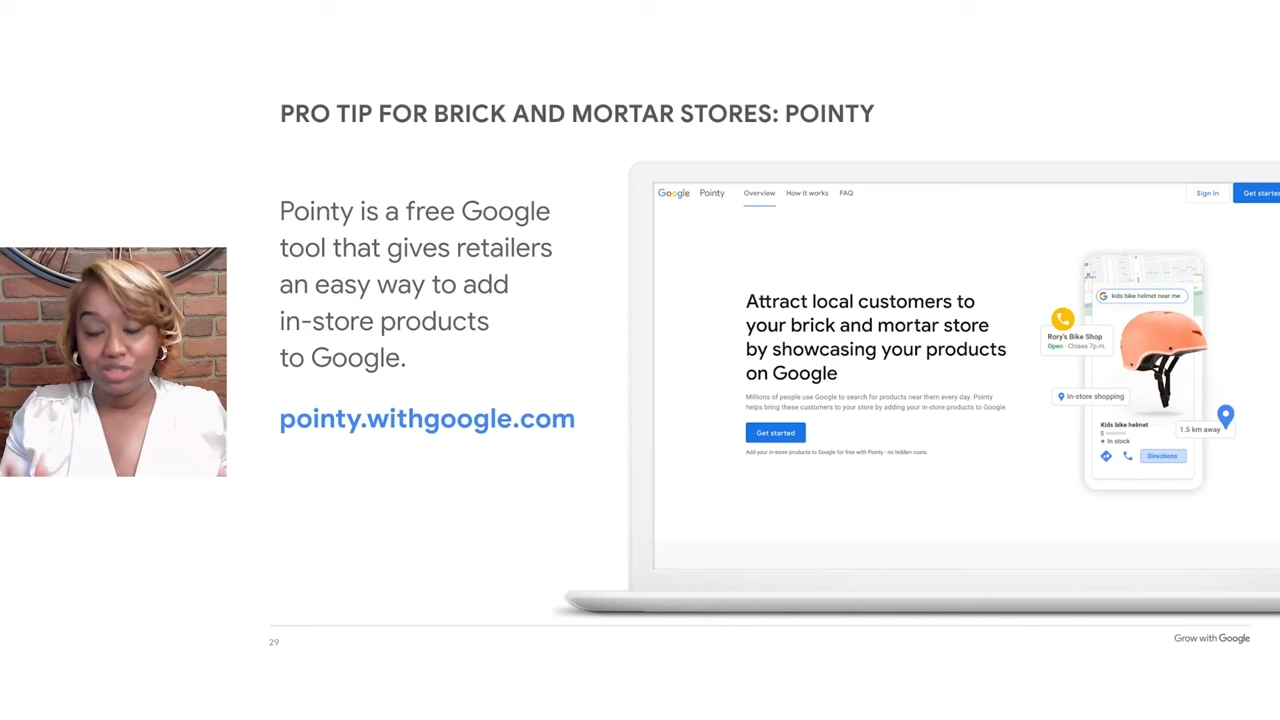 PRO TIP FOR BRICK AND MORTAR STORES: POINTY
Pointy is a free Google
tool that gives retailers
an easy way to add
in-store products
to Google.
pointy.withgoogle.com
Google Pointy Overview How it works FAQ Sign in Get started
Attract local customers to
your brick and mortar store
by showcasing your products
on Google
Millions of people use Google to search for products near them every day. Pointy
helps bring these customers to your store by adding your in-store products to Google.
Get started
Add your in-store products to Google for free with Pointy - no hidden costs.
G kids bike helmet near me
Rory's Bike Shop
Open · Closes 7p.m.
In-store shopping
1.5 km away
Kids bike helmet
$
In stock
Directions
29
Grow with Google